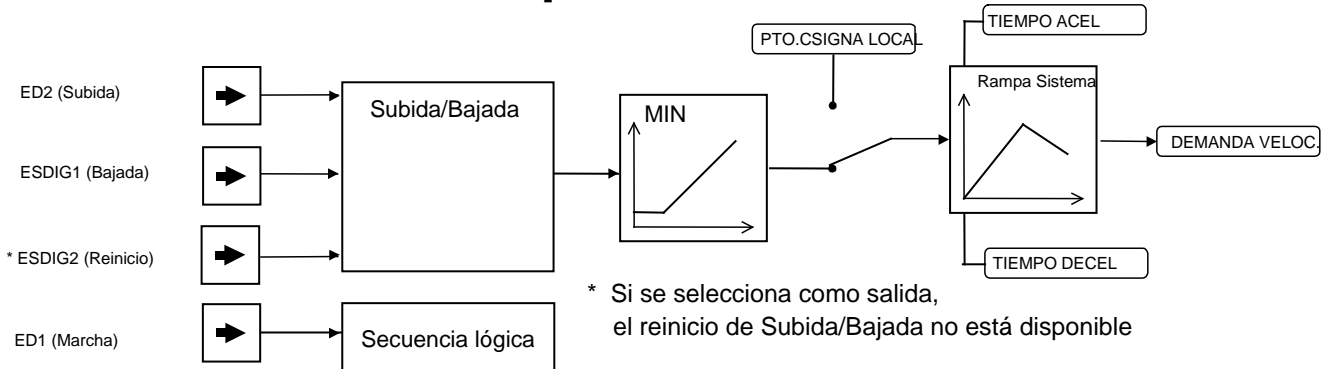 TIEMPO ACEL
PTO.CSIGNA LOCAL
ED2 (Subida)
Subida/Bajada
MIN
Rampa Sistema
DEMANDA VELOC.
ESDIG1 (Bajada)
* ESDIG2 (Reinicio)
TIEMPO DECEL
* Si se selecciona como salida,
el reinicio de Subida/Bajada no está disponible
ED1 (Marcha)
Secuencia lógica